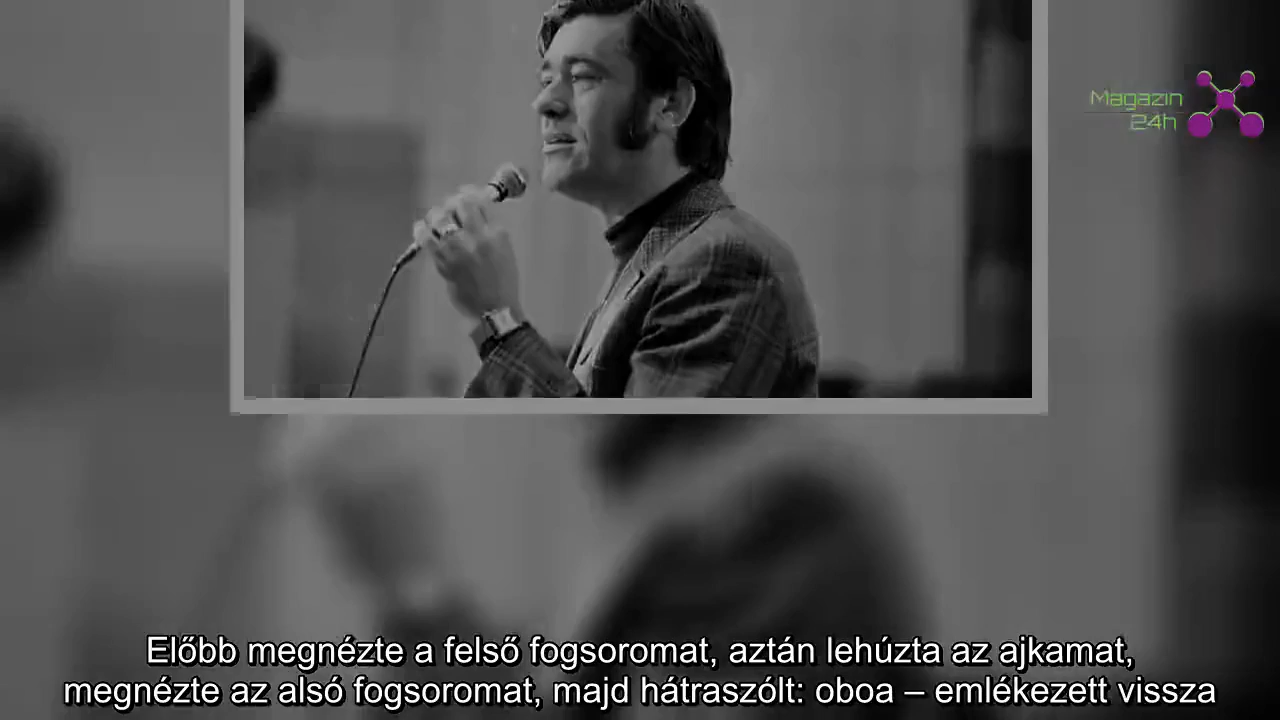 Magazin
24h
Előbb megnézte a felső fogsoromat, aztán lehúzta az ajkamat,
megnézte az alsó fogsoromat, majd hátraszólt: oboa – emlékezett vissza